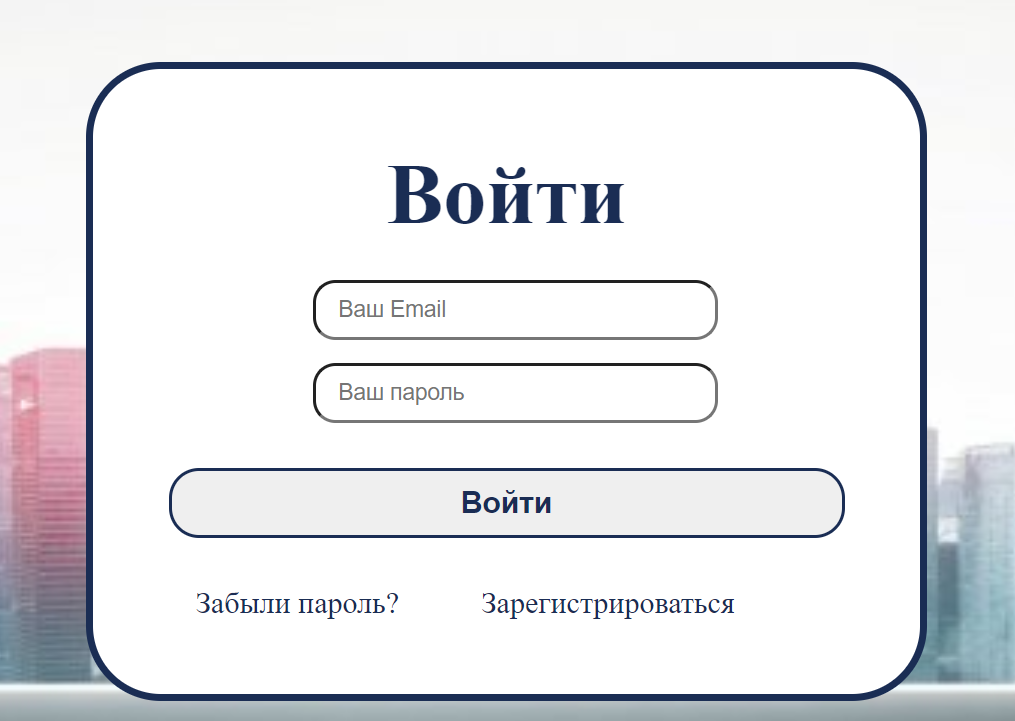 Войти
Ваш Email
Ваш пароль
Войти
Забыли пароль? Зарегистрироваться